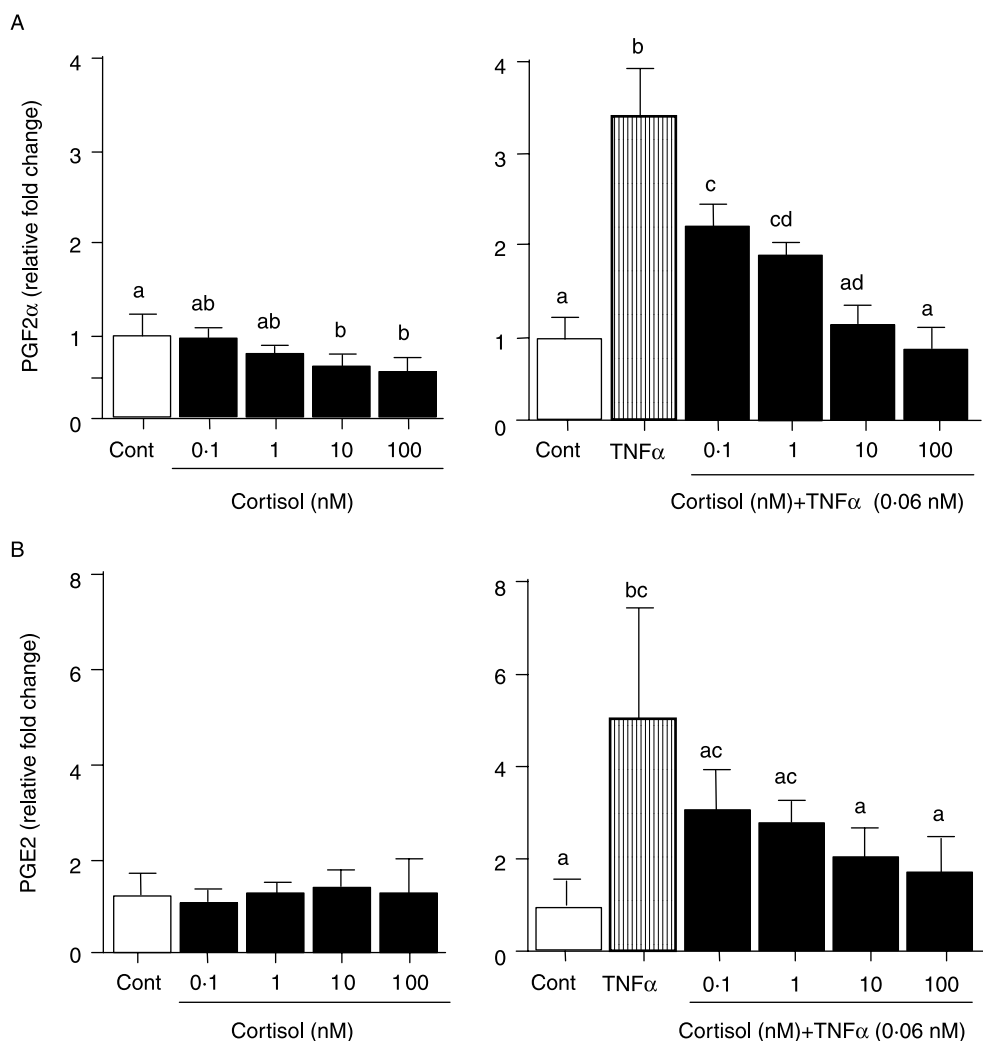 A
PGF2α (relative fold change)
4
3
2
1
0
a
ab
ab
b
b
Cont
0·1
1
10
100
Cortisol (nM)
4
3
2
1
0
a
b
c
cd
ad
a
Cont
TNFα
0·1
1
10
100
Cortisol (nM)+TNFα (0·06 nM)
B
PGE2 (relative fold change)
8
6
4
2
0
Cont
0·1
1
10
100
Cortisol (nM)
8
6
4
2
0
a
bc
ac
ac
a
a
Cont
TNFα
0·1
1
10
100
Cortisol (nM)+TNFα (0·06 nM)